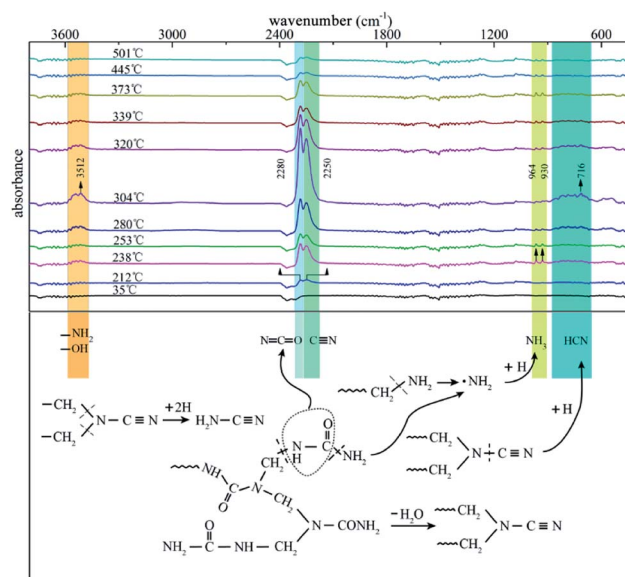 wavenumber (cm⁻¹)
3600 3000 2400 1800 1200 600
absorbance
501℃
445℃
373℃
339℃
320℃
3512 2280 2250 964 930 716
304℃
280℃
253℃
238℃
212℃
35℃
—NH₂
—OH
N=C=O C≡N NH₃ HCN
CH₂ NH₂ → •NH₂ + H
—CH₂
—CH₂ N — C ≡ N +2H → H₂N — C ≡ N
+ H
O
N H C NH₂
CH₂
CH₂
CH₂ N — C ≡ N
NH
C N
O CH₂
N — CONH₂ −H₂O → CH₂
CH₂ N — C ≡ N
O
NH₂ — C — NH — CH₂